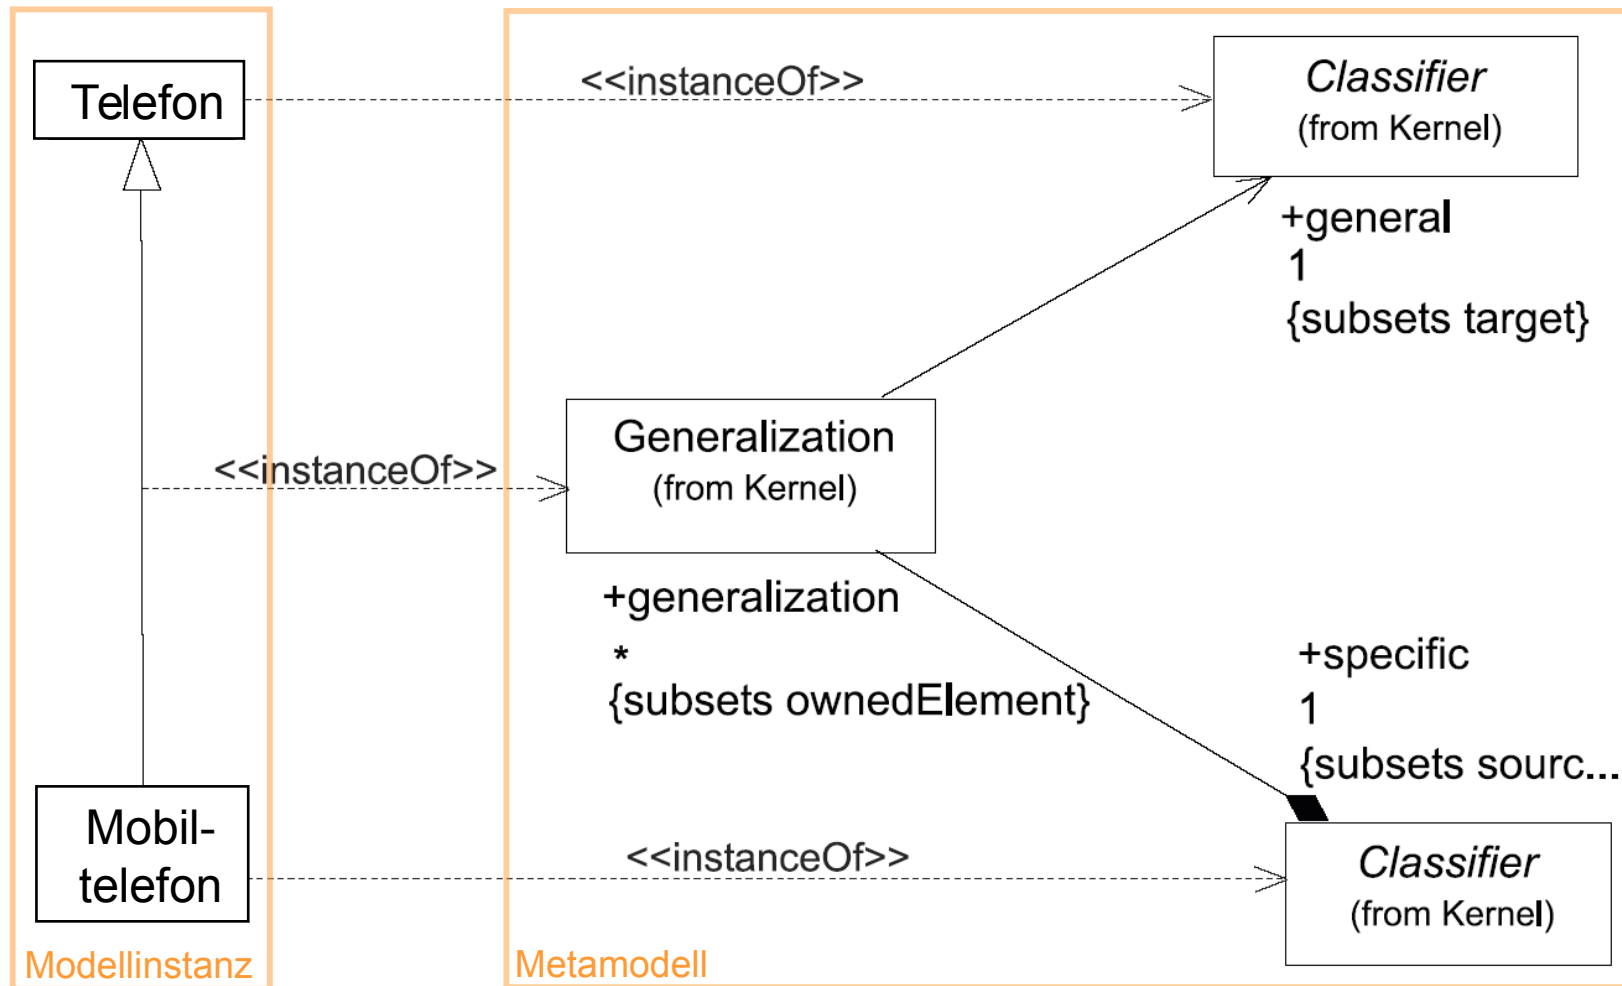 Telefon
<<instanceOf>>
Classifier
(from Kernel)
+general
1
{subsets target}
Generalization
(from Kernel)
<<instanceOf>>
+generalization
*
{subsets ownedElement}
+specific
1
{subsets sourc...
Mobil-
telefon
<<instanceOf>>
Classifier
(from Kernel)
Modellinstanz
Metamodell